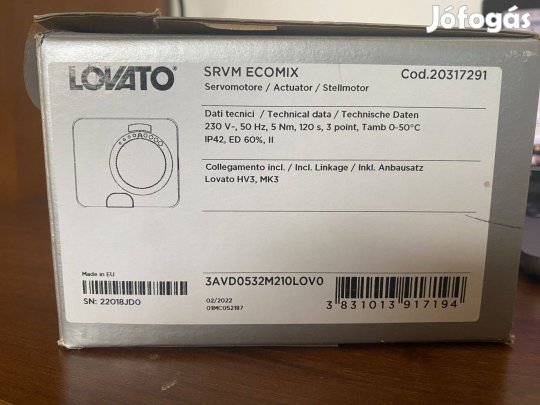 Jófogás
LOVATO
SRVM ECOMIX
Cod.20317291
Servomotore / Actuator / Stellmotor
Dati tecnici / Technical data / Technische Daten
230 V~, 50 Hz, 5 Nm, 120 s, 3 point, Tamb 0-50°C
IP42, ED 60%, II
Collegamento incl. / Incl. Linkage / Inkl. Anbausatz
Lovato HV3, MK3
Made in EU
SN: 22018JD0
3AVD0532M210LOV0
02/2022
01MC052187
3 831013 917194